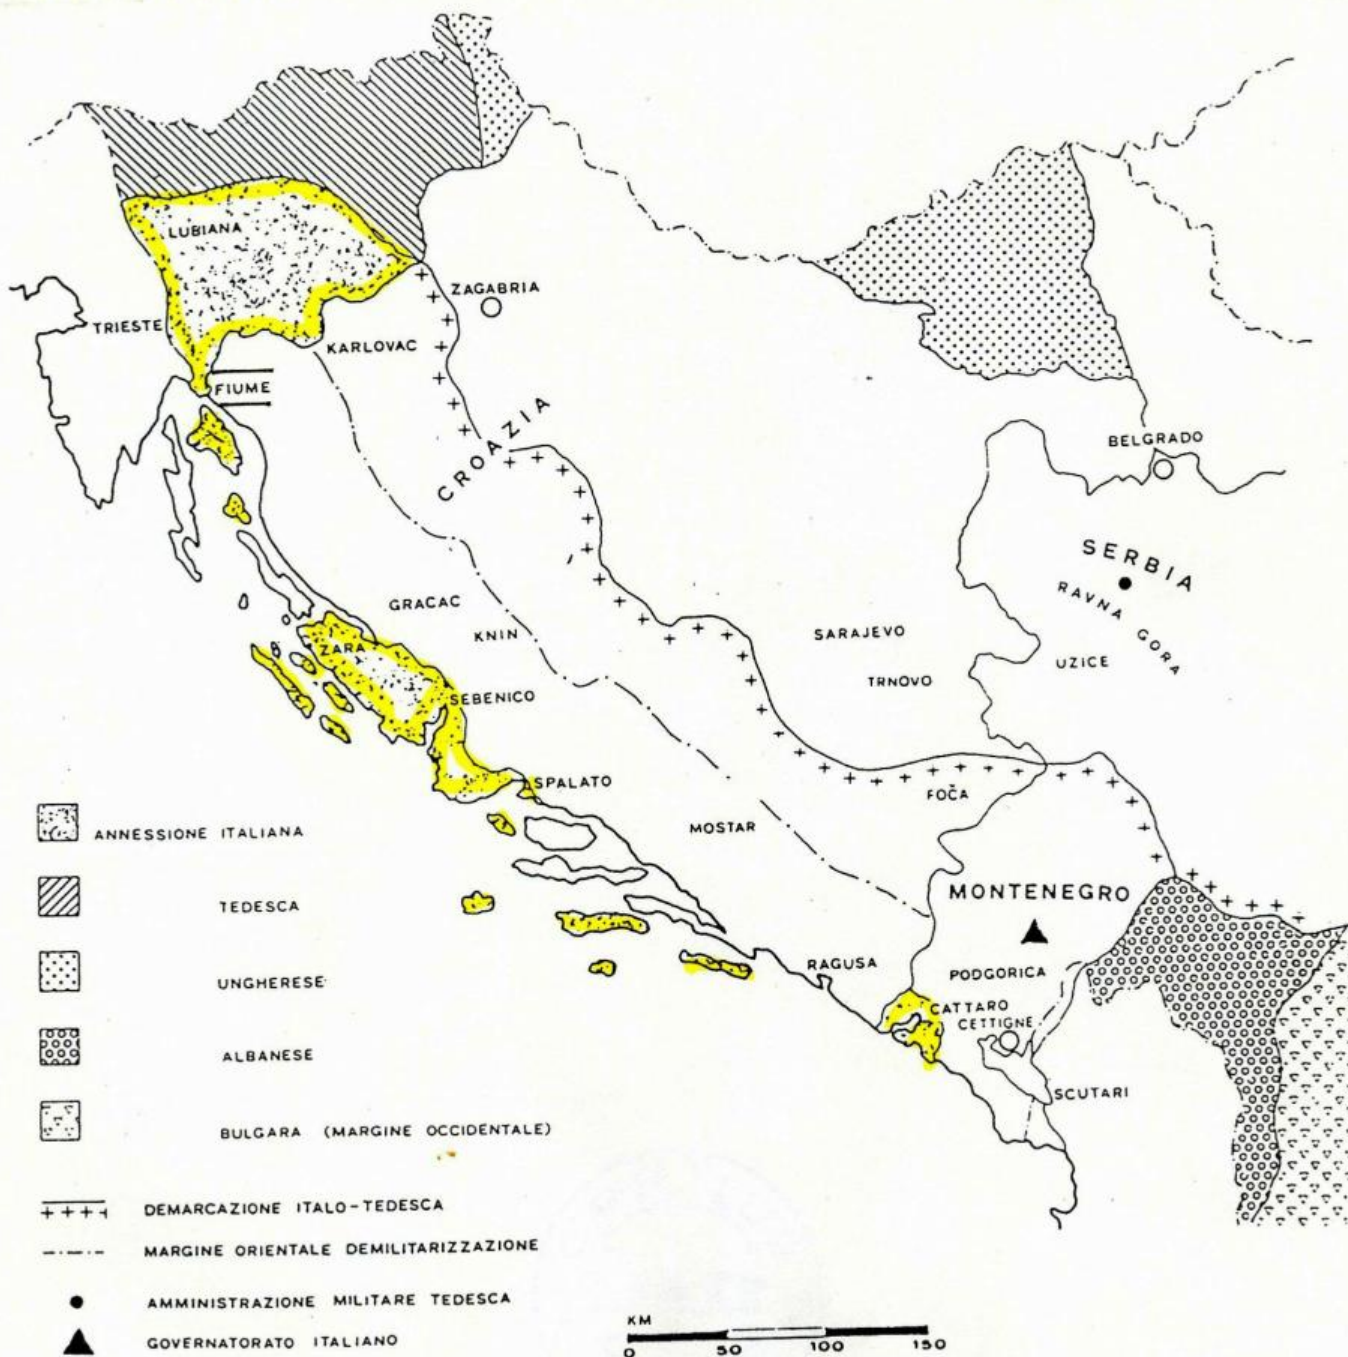 LUBIANA
ZAGABRIA
TRIESTE
KARLOVAC
FIUME
CROAZIA
BELGRADO
SERBIA
RAVNA GORA
GRACAC
KNIN
SARAJEVO
UZICE
ZARA
TRNOVO
SEBENICO
SPALATO
FOČA
MOSTAR
MONTENEGRO
RAGUSA
PODGORICA
CATTARO
CETTIGNE
SCUTARI
ANNESSIONE ITALIANA
TEDESCA
UNGHERESE
ALBANESE
BULGARA (MARGINE OCCIDENTALE)
DEMARCAZIONE ITALO-TEDESCA
MARGINE ORIENTALE DEMILITARIZZAZIONE
AMMINISTRAZIONE MILITARE TEDESCA
GOVERNATORATO ITALIANO
KM
0 50 100 150